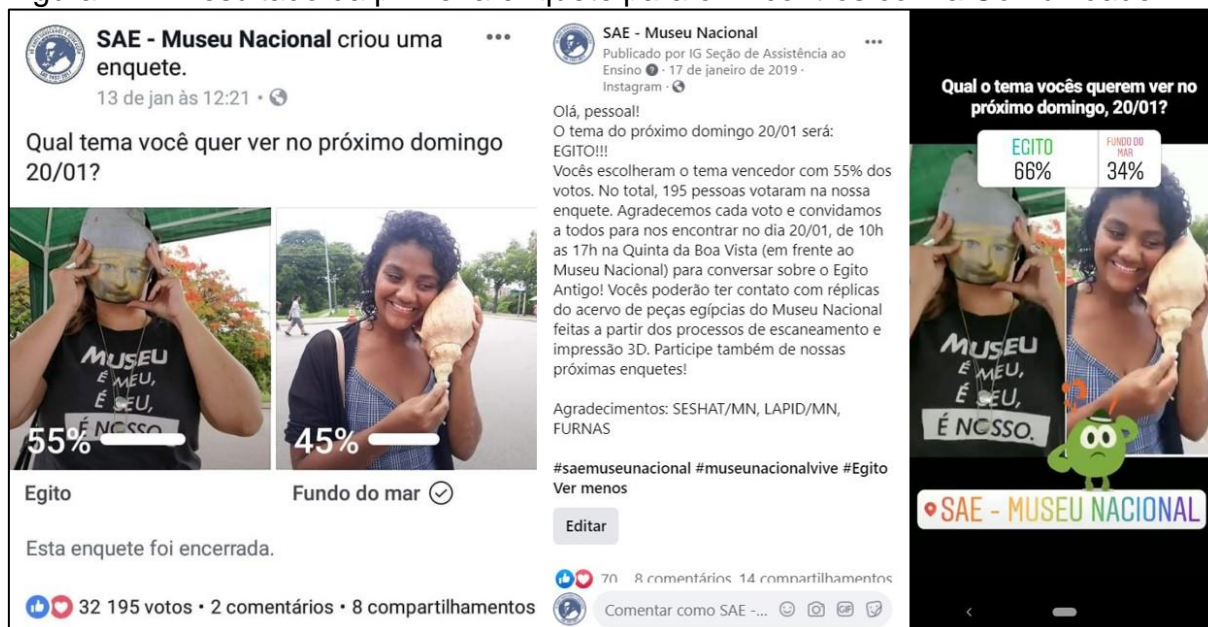 SAE - Museu Nacional criou uma
enquete.
13 de jan às 12:21
Qual tema você quer ver no próximo domingo
20/01?
MUSEU
É MEU,
É SEU,
É NOSSO
55%
45%
Egito
Fundo do mar
Esta enquete foi encerrada.
32 195 votos • 2 comentários • 8 compartilhamentos
SAE - Museu Nacional
Publicado por IG Seção de Assistência ao
Ensino · 17 de janeiro de 2019 ·
Instagram ·
Olá, pessoal!
O tema do próximo domingo 20/01 será:
EGITO!!!
Vocês escolheram o tema vencedor com 55% dos
votos. No total, 195 pessoas votaram na nossa
enquete. Agradecemos cada voto e convidamos
a todos para nos encontrar no dia 20/01, de 10h
as 17h na Quinta da Boa Vista (em frente ao
Museu Nacional) para conversar sobre o Egito
Antigo! Vocês poderão ter contato com réplicas
do acervo de peças egípcias do Museu Nacional
feitas a partir dos processos de escaneamento e
impressão 3D. Participe também de nossas
próximas enquetes!
Agradecimentos: SESHAT/MN, LAPID/MN,
FURNAS
#saemuseunacional #museunacionalvive #Egito
Ver menos
Editar
70 8 comentários 14 compartilhamentos
Comentar como SAE -...
GIF
Qual o tema vocês querem ver no
próximo domingo, 20/01?
EGITO
66%
FUNDO DO
MAR
34%
MUSEU
É MEU,
É SEU,
É NOSSO.
SAE - MUSEU NACIONAL